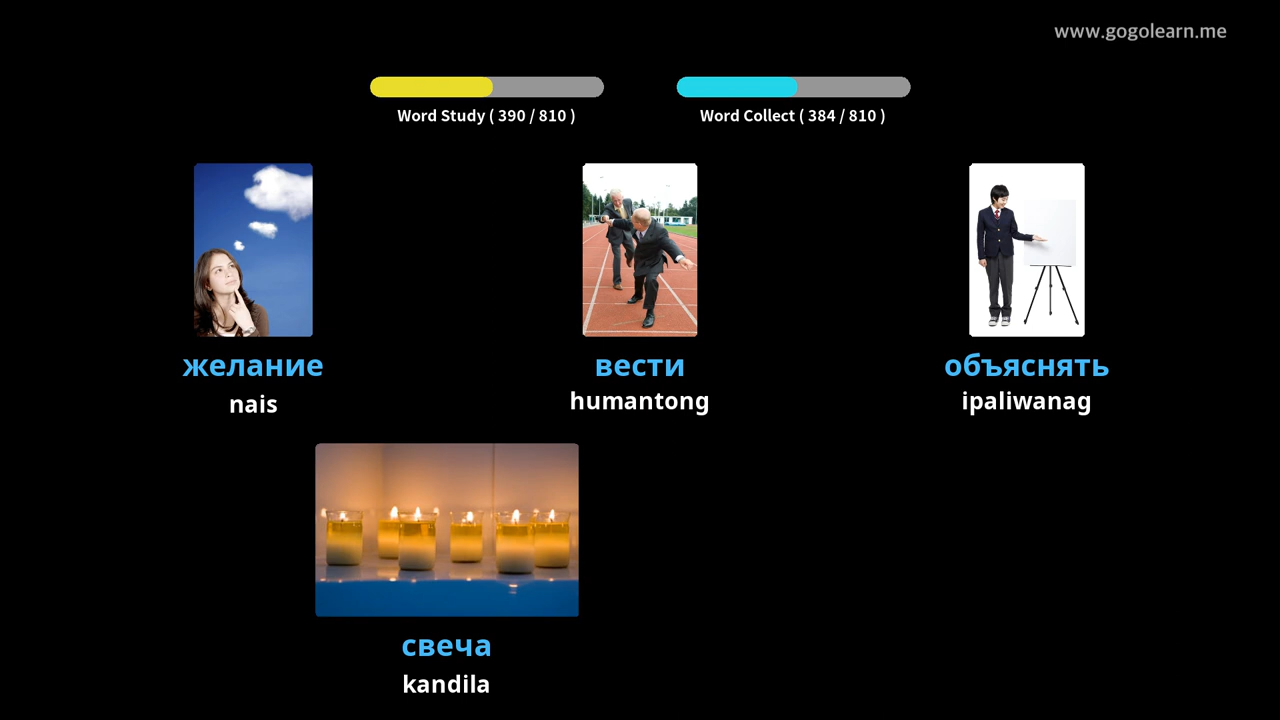 www.gogolearn.me
Word Study ( 390 / 810 )
Word Collect ( 384 / 810 )
желание
nais
вести
humantong
объяснять
ipaliwanag
свеча
kandila